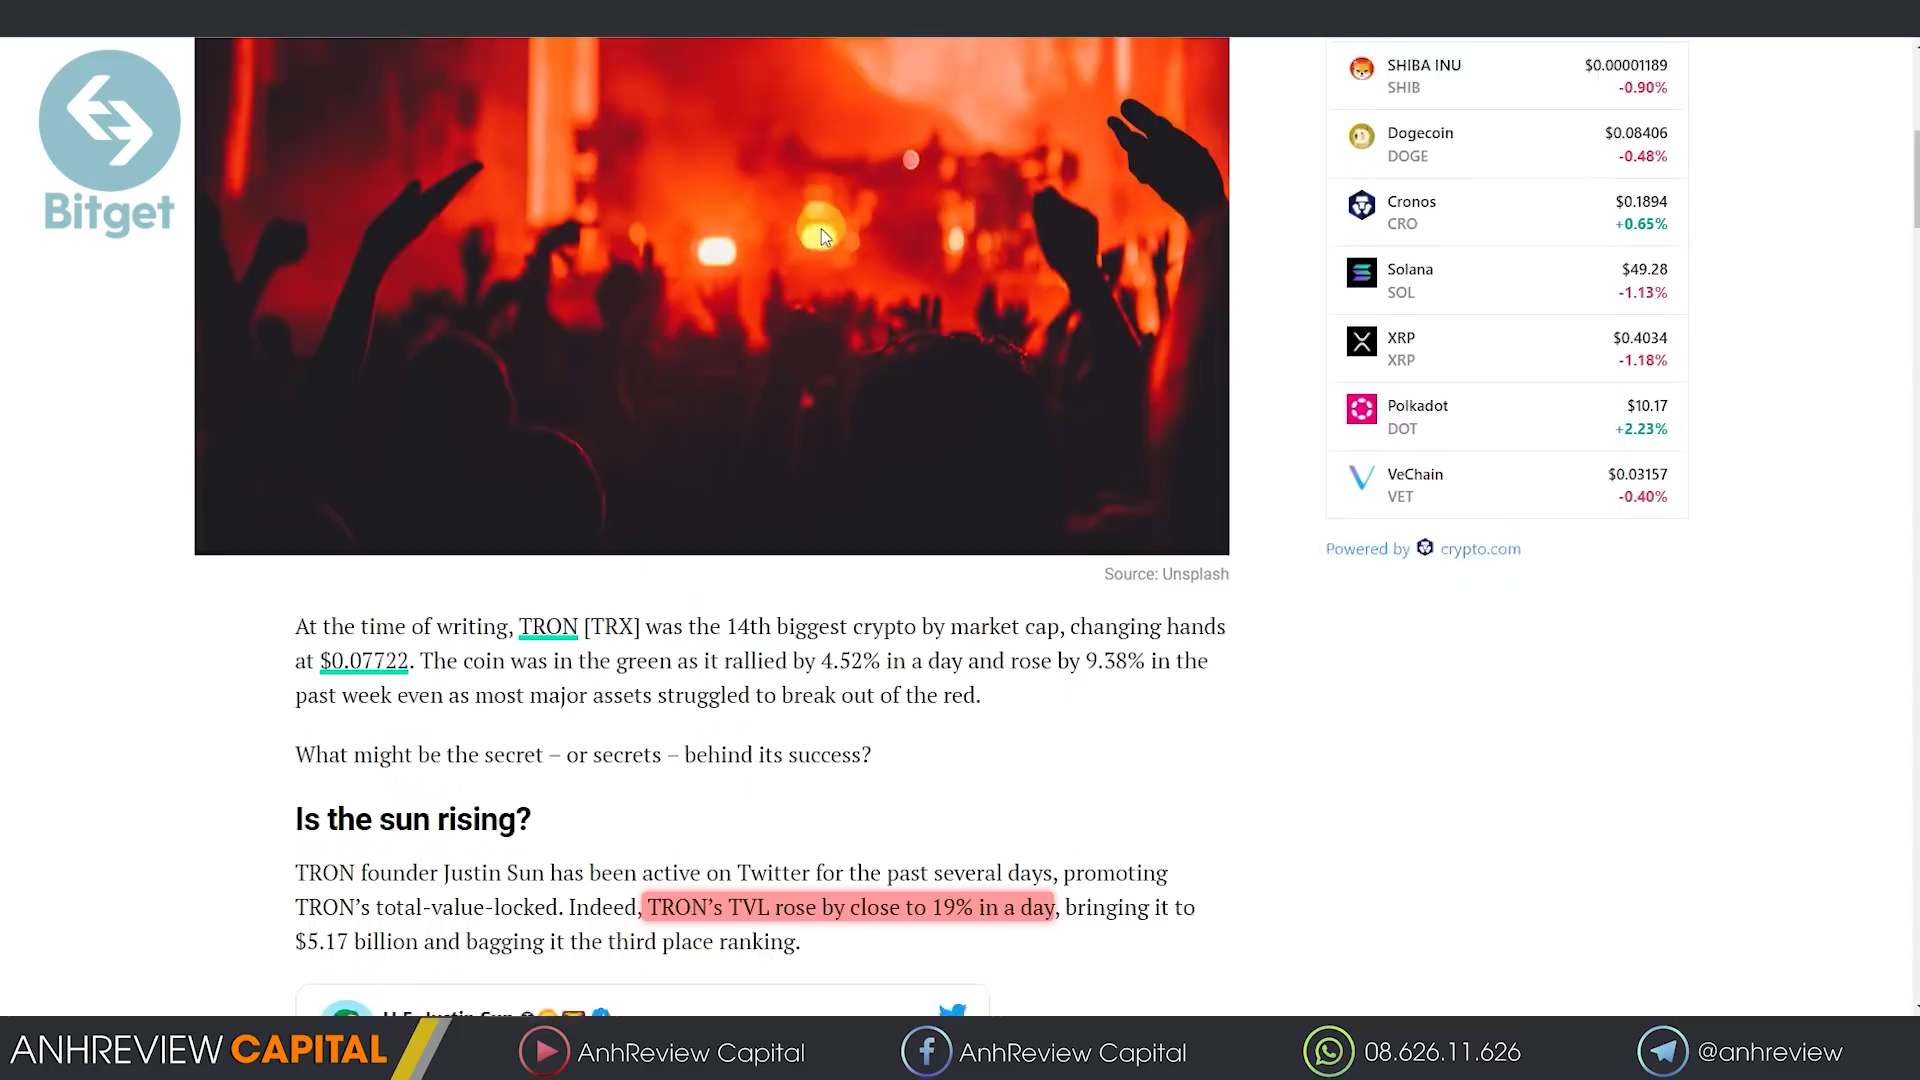 Bitget
SHIBA INU $0.00001189
SHIB -0.90%
Dogecoin $0.08406
DOGE -0.48%
Cronos $0.1894
CRO +0.65%
Solana $49.28
SOL -1.13%
XRP $0.4034
XRP -1.18%
Polkadot $10.17
DOT +2.23%
VeChain $0.03157
VET -0.40%
Powered by crypto.com
Source: Unsplash
At the time of writing, TRON [TRX] was the 14th biggest crypto by market cap, changing hands
at $0.07722. The coin was in the green as it rallied by 4.52% in a day and rose by 9.38% in the
past week even as most major assets struggled to break out of the red.
What might be the secret – or secrets – behind its success?
Is the sun rising?
TRON founder Justin Sun has been active on Twitter for the past several days, promoting
TRON’s total-value-locked. Indeed, TRON’s TVL rose by close to 19% in a day, bringing it to
$5.17 billion and bagging it the third place ranking.
H.E. Justin Sun
ANHREVIEW CAPITAL
AnhReview Capital
AnhReview Capital
08.626.11.626
@anhreview